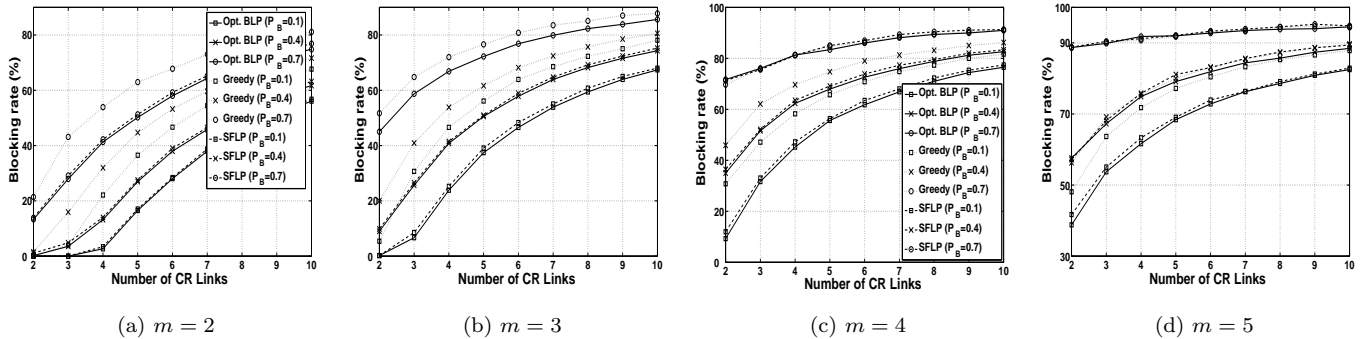 Blocking rate (%)
80
60
40
20
0
2 3 4 5 6 7 10
Number of CR Links
Opt. BLP (P_B=0.1)
Opt. BLP (P_B=0.4)
Opt. BLP (P_B=0.7)
Greedy (P_B=0.1)
Greedy (P_B=0.4)
Greedy (P_B=0.7)
SFLP (P_B=0.1)
SFLP (P_B=0.4)
SFLP (P_B=0.7)
(a) m = 2
Blocking rate (%)
80
60
40
20
0
2 3 4 5 6 7 8 9 10
Number of CR Links
(b) m = 3
Blocking rate (%)
100
80
60
40
20
0
2 3 4 5 6 7 8 9 10
Number of CR Links
Opt. BLP (P_B=0.1)
Opt. BLP (P_B=0.4)
Opt. BLP (P_B=0.7)
Greedy (P_B=0.1)
Greedy (P_B=0.4)
Greedy (P_B=0.7)
SFLP (P_B=0.1)
SFLP (P_B=0.4)
SFLP (P_B=0.7)
(c) m = 4
Blocking rate (%)
100
90
70
50
30
2 3 4 5 6 7 8 9 10
Number of CR Links
(d) m = 5